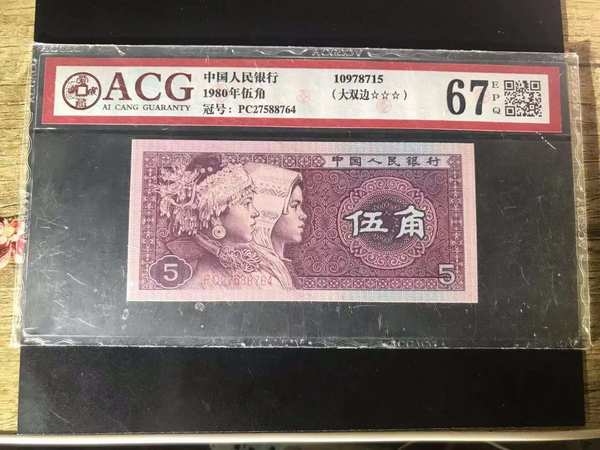 ACG
AI CANG GUARANTY
中国人民银行
1980年伍角
冠号：PC27588764
10978715
（大双边☆☆☆）
67
EPQ
中国人民银行
伍角
5
5